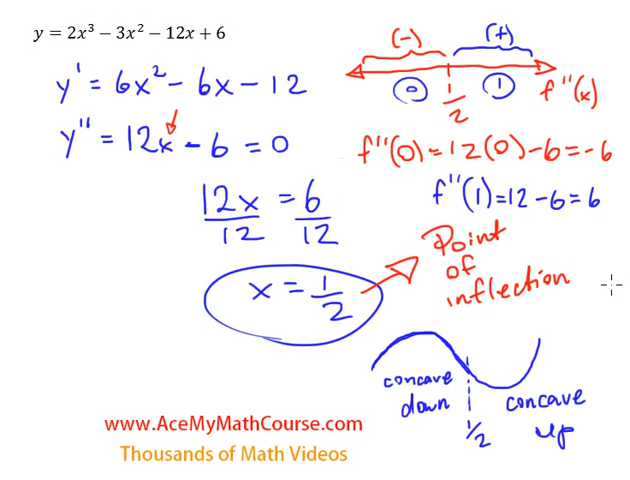 y = 2x³ − 3x² − 12x + 6
y' = 6x² − 6x − 12
y'' = 12x − 6 = 0
12x = 6
12 12
x = 1/2
(-) (+)
0 1/2 1 f''(x)
f''(0) = 12(0) − 6 = −6
f''(1) = 12 − 6 = 6
Point
of
inflection
concave
down
1/2
concave
up
www.AceMyMathCourse.com
Thousands of Math Videos